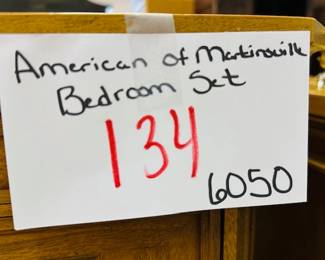 American of Martinsville
Bedroom Set
134
6050